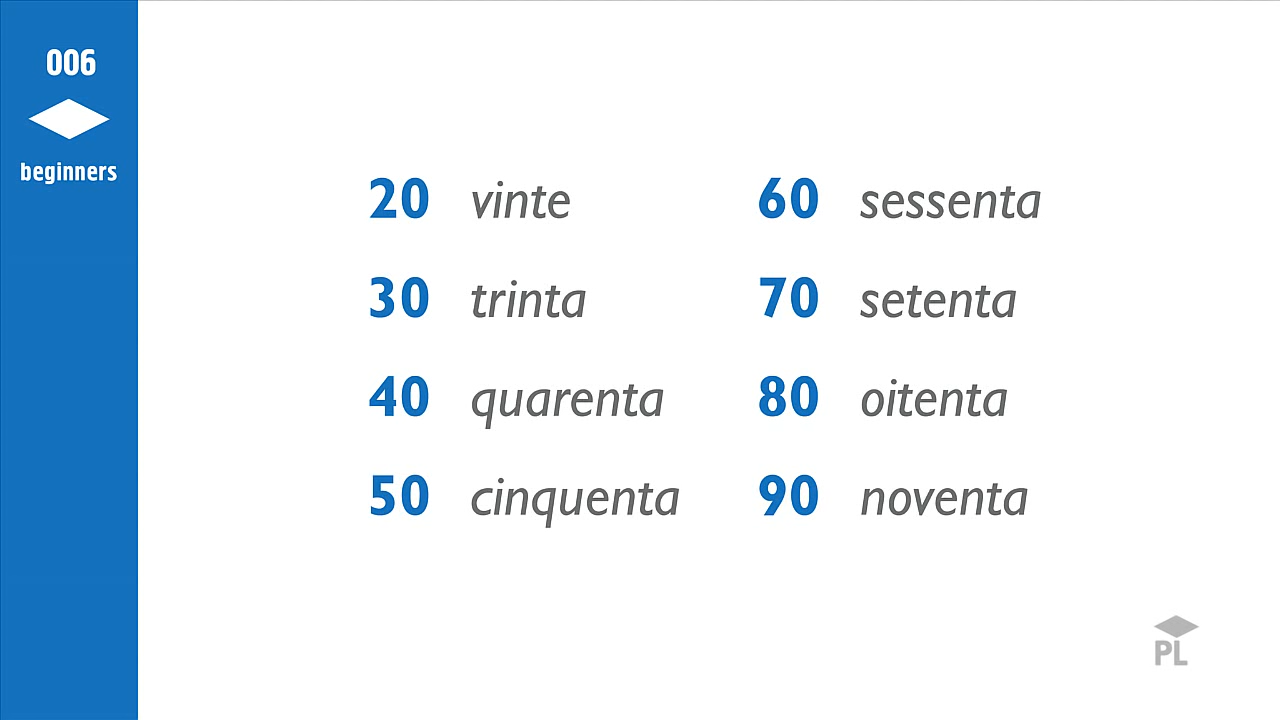 006
beginners
20 vinte
30 trinta
40 quarenta
50 cinquenta
60 sessenta
70 setenta
80 oitenta
90 noventa
PL